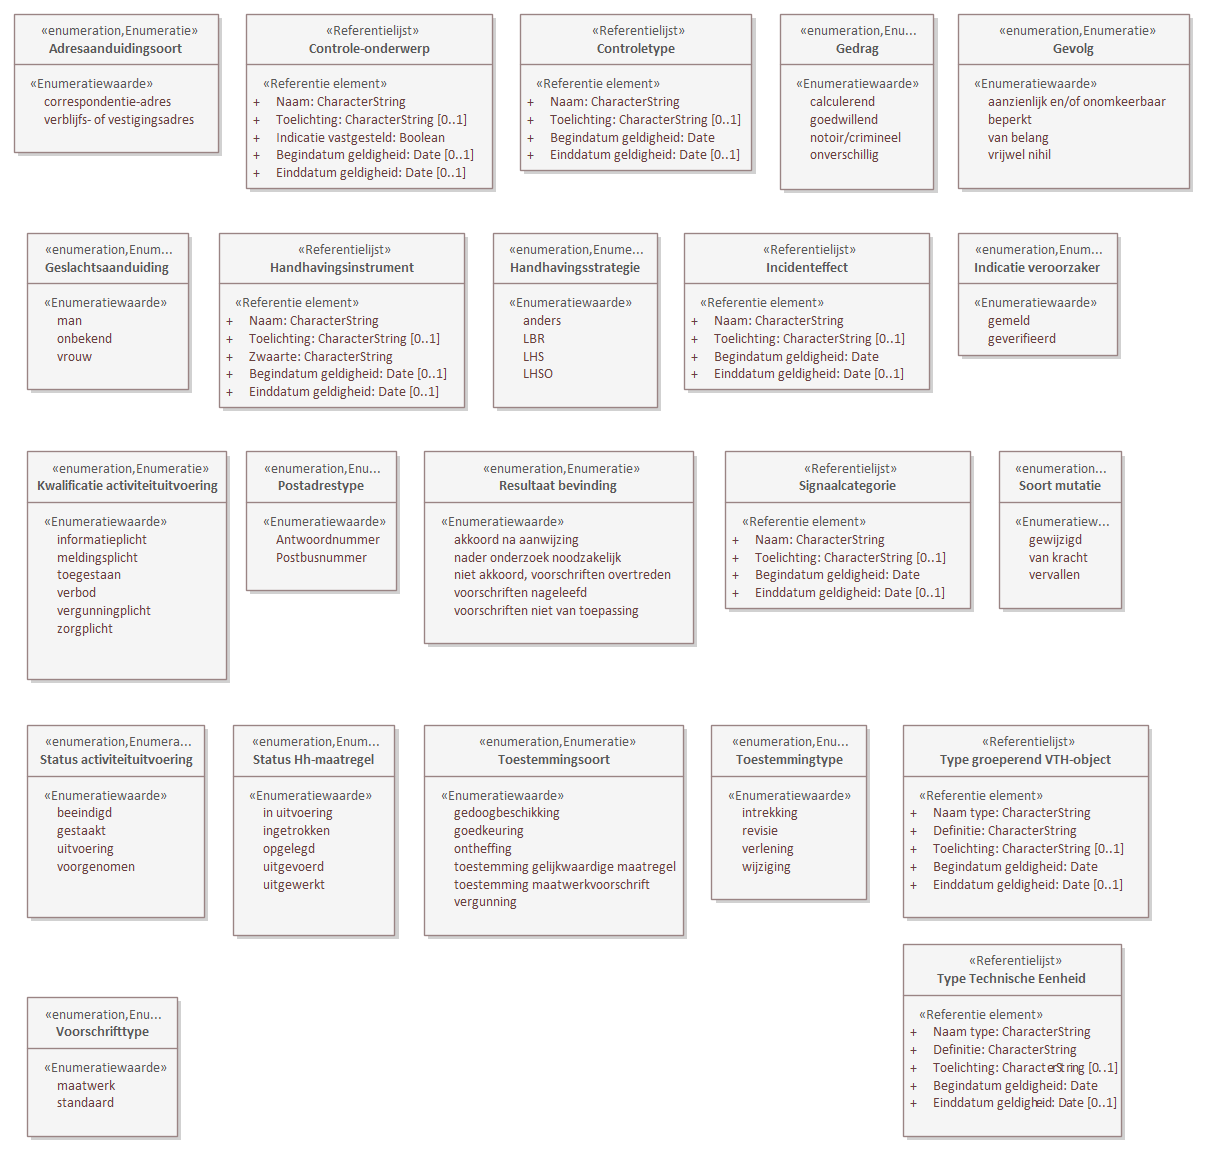 «enumeration,Enumeratie»
Adresaanduidingsoort
«Enumeratiewaarde»
correspondentie-adres
verblijfs- of vestigingsadres
«Referentielijst»
Controle-onderwerp
«Referentie element»
+ Naam: CharacterString
+ Toelichting: CharacterString [0..1]
+ Indicatie vastgesteld: Boolean
+ Begindatum geldigheid: Date [0..1]
+ Einddatum geldigheid: Date [0..1]
«Referentielijst»
Controletype
«Referentie element»
+ Naam: CharacterString
+ Toelichting: CharacterString [0..1]
+ Begindatum geldigheid: Date
+ Einddatum geldigheid: Date [0..1]
«enumeration,Enu...
Gedrag
«Enumeratiewaarde»
calculerend
goedwillend
notoir/crimineel
onverschillig
«enumeration,Enumeratie»
Gevolg
«Enumeratiewaarde»
aanzienlijk en/of onomkeerbaar
beperkt
van belang
vrijwel nihil
«enumeration,Enum...
Geslachtsaanduiding
«Enumeratiewaarde»
man
onbekend
vrouw
«Referentielijst»
Handhavingsinstrument
«Referentie element»
+ Naam: CharacterString
+ Toelichting: CharacterString [0..1]
+ Zwaarte: CharacterString
+ Begindatum geldigheid: Date [0..1]
+ Einddatum geldigheid: Date [0..1]
«enumeration,Enume...
Handhavingsstrategie
«Enumeratiewaarde»
anders
LBR
LHS
LHSO
«Referentielijst»
Incidenteffect
«Referentie element»
+ Naam: CharacterString
+ Toelichting: CharacterString [0..1]
+ Begindatum geldigheid: Date
+ Einddatum geldigheid: Date [0..1]
«enumeration,Enum...
Indicatie veroorzaker
«Enumeratiewaarde»
gemeld
geverifieerd
«enumeration,Enumeratie»
Kwalificatie activiteituitvoering
«Enumeratiewaarde»
informatieplicht
meldingsplicht
toegestaan
verbod
vergunningplicht
zorgplicht
«enumeration,Enu...
Postadrestype
«Enumeratiewaarde»
Antwoordnummer
Postbusnummer
«enumeration,Enumeratie»
Resultaat bevinding
«Enumeratiewaarde»
akkoord na aanwijzing
nader onderzoek noodzakelijk
niet akkoord, voorschriften overtreden
voorschriften nageleefd
voorschriften niet van toepassing
«Referentielijst»
Signaalcategorie
«Referentie element»
+ Naam: CharacterString
+ Toelichting: CharacterString [0..1]
+ Begindatum geldigheid: Date
+ Einddatum geldigheid: Date [0..1]
«enumeration...
Soort mutatie
«Enumeratiew...
gewijzigd
van kracht
vervallen
«enumeration,Enumera...
Status activiteituitvoering
«Enumeratiewaarde»
beeindigd
gestaakt
uitvoering
voorgenomen
«enumeration,Enum...
Status Hh-maatregel
«Enumeratiewaarde»
in uitvoering
ingetrokken
opgelegd
uitgevoerd
uitgewerkt
«enumeration,Enumeratie»
Toestemmingsoort
«Enumeratiewaarde»
gedoogbeschikking
goedkeuring
ontheffing
toestemming gelijkwaardige maatregel
toestemming maatwerkvoorschrift
vergunning
«enumeration,Enu...
Toestemmingtype
«Enumeratiewaarde»
intrekking
revisie
verlening
wijziging
«Referentielijst»
Type groeperend VTH-object
«Referentie element»
+ Naam type: CharacterString
+ Definitie: CharacterString
+ Toelichting: CharacterString [0..1]
+ Begindatum geldigheid: Date
+ Einddatum geldigheid: Date [0..1]
«Referentielijst»
Type Technische Eenheid
«Referentie element»
+ Naam type: CharacterString
+ Definitie: CharacterString
+ Toelichting: CharacterString [0..1]
+ Begindatum geldigheid: Date
+ Einddatum geldigheid: Date [0..1]
«enumeration,Enu...
Voorschrifttype
«Enumeratiewaarde»
maatwerk
standaard